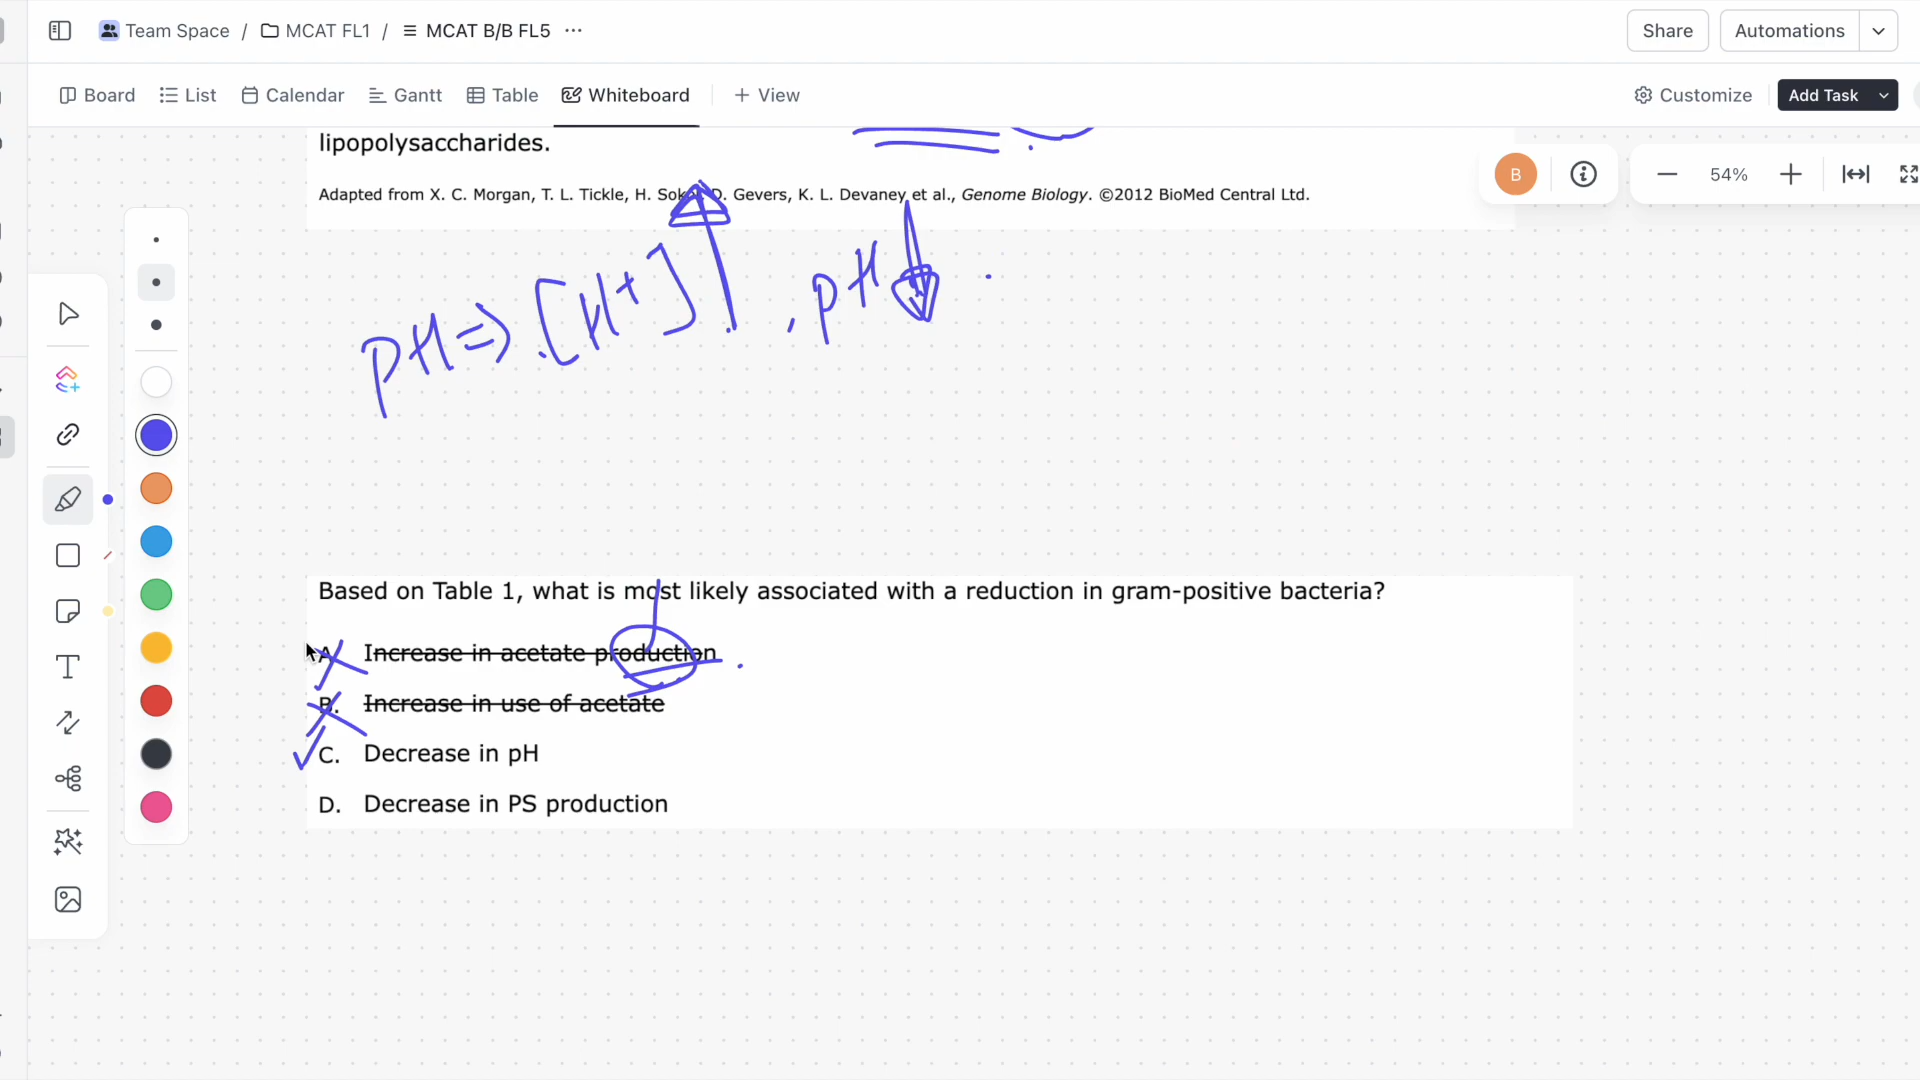 Team Space / MCAT FL1 / MCAT B/B FL5 ...
Share
Automations
Board
List
Calendar
Gantt
Table
Whiteboard
+ View
Customize
Add Task
lipopolysaccharides.
B
54%
Adapted from X. C. Morgan, T. L. Tickle, H. Sokol, D. Gevers, K. L. Devaney et al., Genome Biology. ©2012 BioMed Central Ltd.
pH => [H+] ↑, pH ↓.
Based on Table 1, what is most likely associated with a reduction in gram-positive bacteria?
A. Increase in acetate production
B. Increase in use of acetate
C. Decrease in pH
D. Decrease in PS production
T